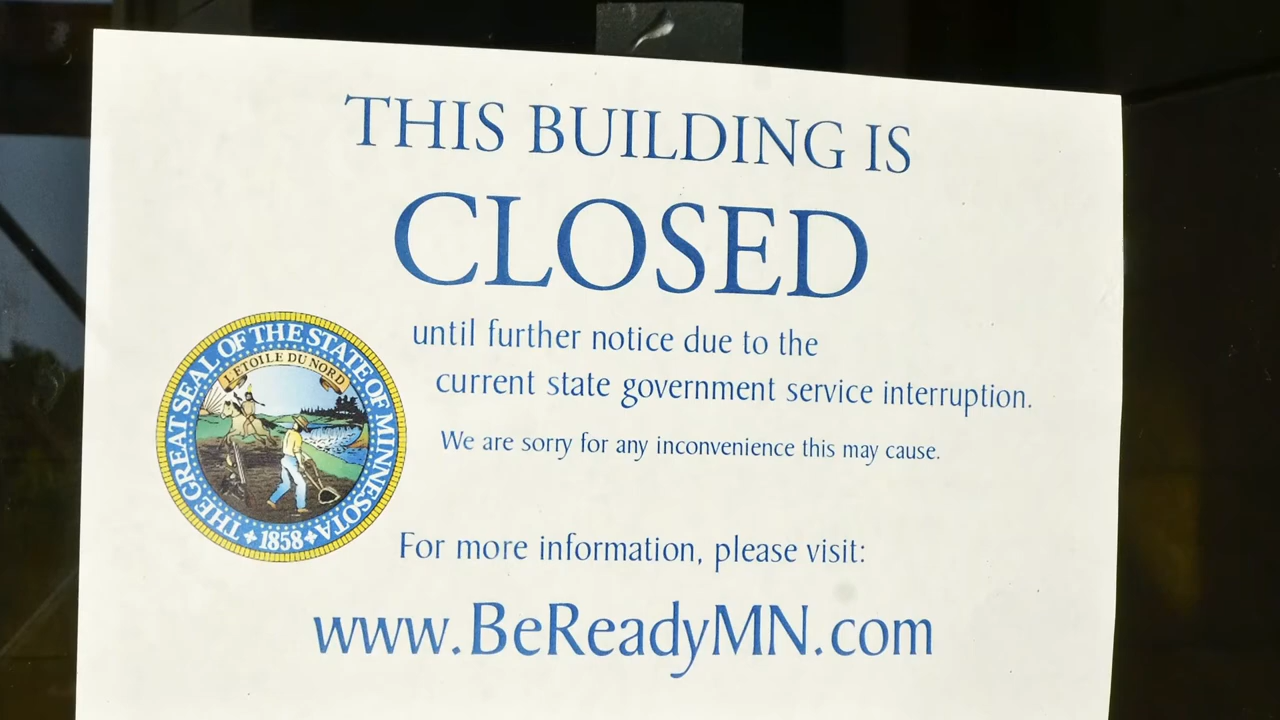 THIS BUILDING IS
CLOSED
until further notice due to the
current state government service interruption.
We are sorry for any inconvenience this may cause.
THE GREAT SEAL OF THE STATE OF MINNESOTA
L'ETOILE DU NORD
1858
For more information, please visit:
www.BeReadyMN.com